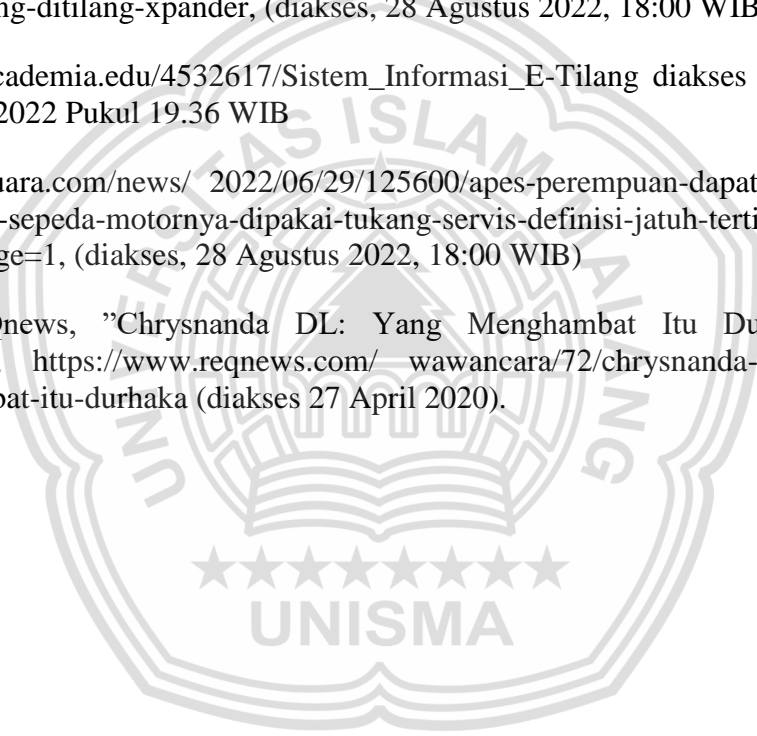 ng-ditilang-xpander, (diakses, 28 Agustus 2022, 18:00 WIB
cademia.edu/4532617/Sistem_Informasi_E-Tilang diakses
2022 Pukul 19.36 WIB
uara.com/news/ 2022/06/29/125600/apes-perempuan-dapat
-sepeda-motornya-dipakai-tukang-servis-definisi-jatuh-terti
ge=1, (diakses, 28 Agustus 2022, 18:00 WIB)
news, ”Chrysnanda DL: Yang Menghambat Itu Du
https://www.reqnews.com/ wawancara/72/chrysnanda-
bat-itu-durhaka (diakses 27 April 2020).
UNIVERSITAS ISLAM MALANG
UNISMA